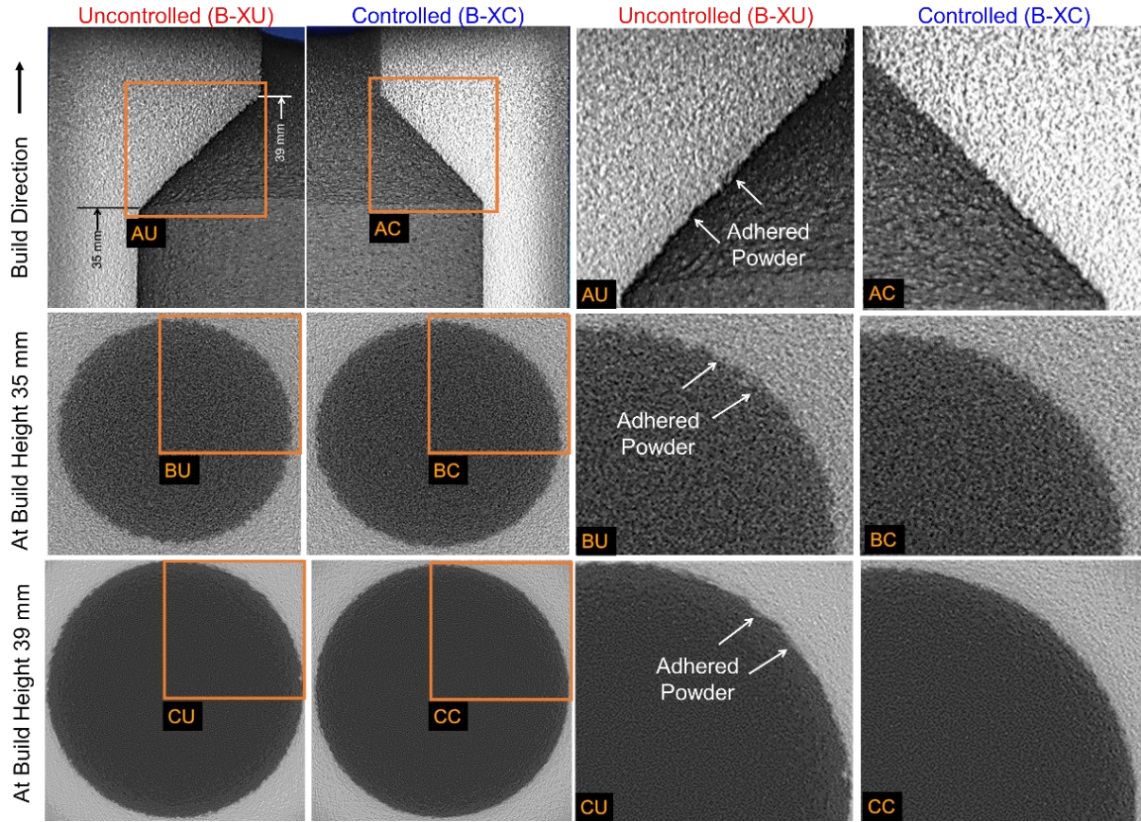 Uncontrolled (B-XU)
Controlled (B-XC)
Uncontrolled (B-XU)
Controlled (B-XC)
Build Direction
39 mm
35 mm
AU
AC
Adhered
Powder
AU
AC
At Build Height 35 mm
BU
BC
Adhered
Powder
BU
BC
At Build Height 39 mm
CU
CC
Adhered
Powder
CU
CC